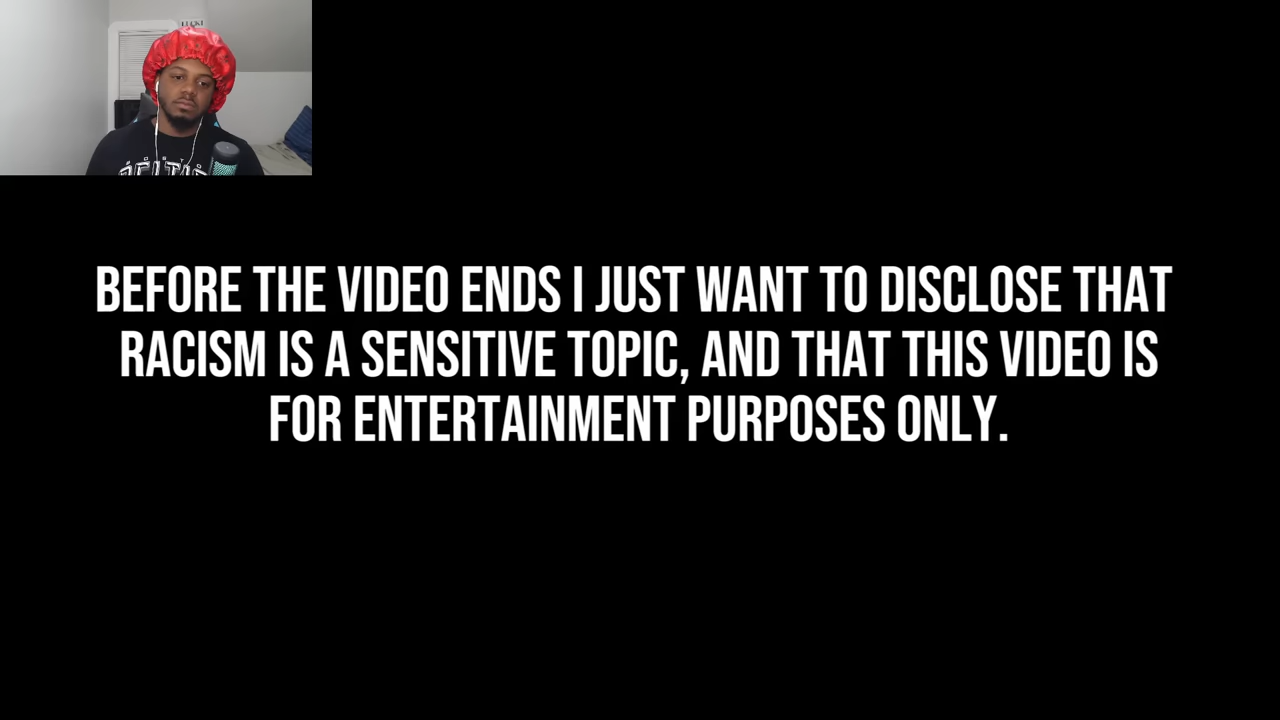 BEFORE THE VIDEO ENDS I JUST WANT TO DISCLOSE THAT
RACISM IS A SENSITIVE TOPIC, AND THAT THIS VIDEO IS
FOR ENTERTAINMENT PURPOSES ONLY.